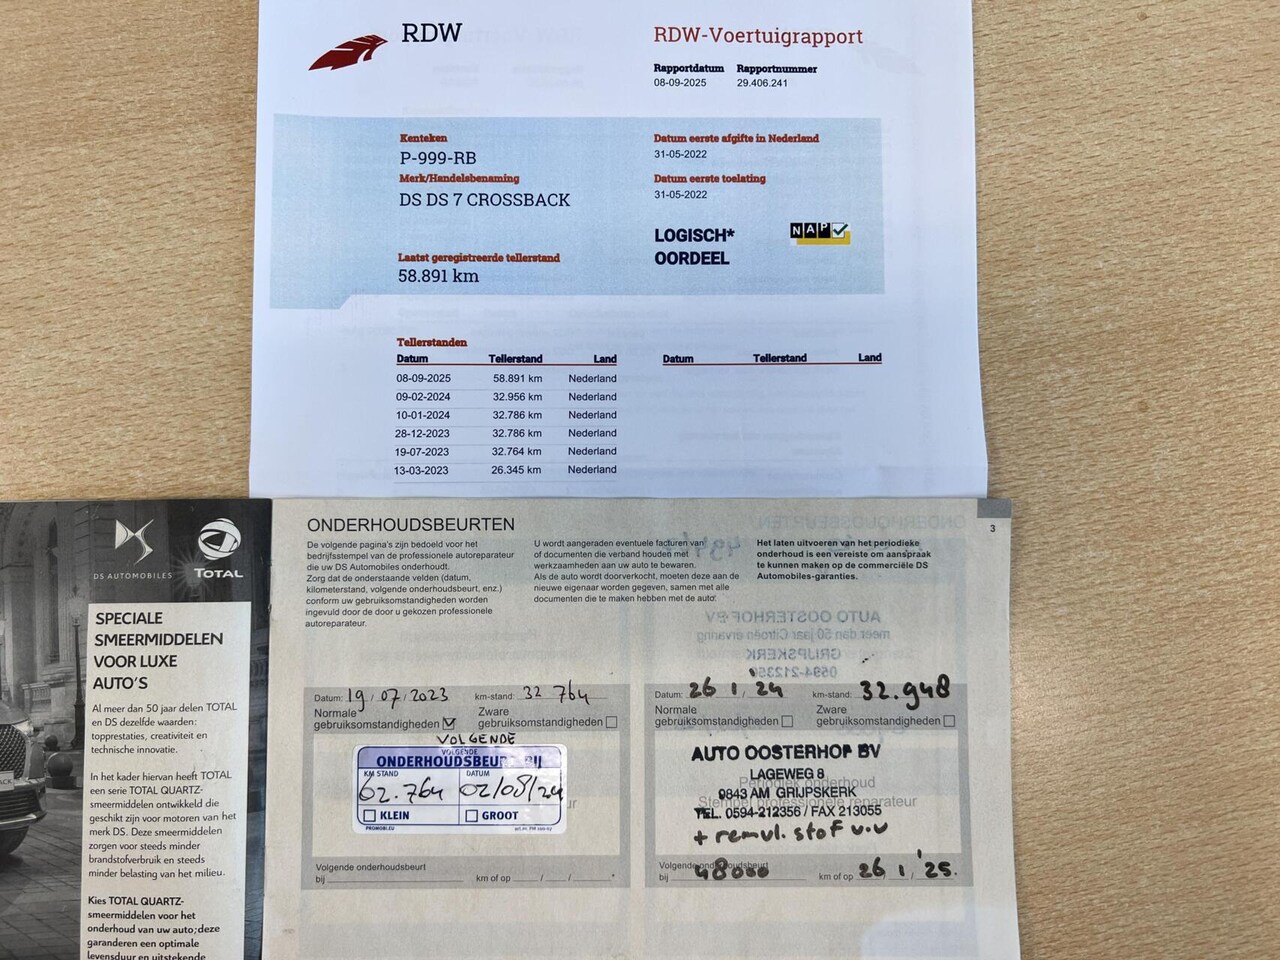 RDW
RDW-Voertuigrapport
Rapportdatum Rapportnummer
08-09-2025 29.406.241
Kenteken
P-999-RB
Merk/Handelsbenaming
DS DS 7 CROSSBACK
Laatst geregistreerde tellerstand
58.891 km
Datum eerste afgifte in Nederland
31-05-2022
Datum eerste toelating
31-05-2022
LOGISCH*
OORDEEL
NAP
Tellerstanden
Datum Tellerstand Land
08-09-2025 58.891 km Nederland
09-02-2024 32.956 km Nederland
10-01-2024 32.786 km Nederland
28-12-2023 32.786 km Nederland
19-07-2023 32.764 km Nederland
13-03-2023 26.345 km Nederland
Datum Tellerstand Land
DS AUTOMOBILES
TOTAL
SPECIALE
SMEERMIDDELEN
VOOR LUXE
AUTO'S
Al meer dan 50 jaar delen TOTAL
en DS dezelfde waarden:
topprestaties, creativiteit en
technische innovatie.
In het kader hiervan heeft TOTAL
een serie TOTAL QUARTZ-
smeermiddelen ontwikkeld die
geschikt zijn voor motoren van het
merk DS. Deze smeermiddelen
zorgen voor steeds minder
brandstofverbruik en steeds
minder belasting van het milieu.
Kies TOTAL QUARTZ-
smeermiddelen voor het
onderhoud van uw auto; deze
garanderen een optimale
levensduur en uitstekende
3
ONDERHOUDSBEURTEN
De volgende pagina's zijn bedoeld voor het
bedrijfsstempel van de professionele autoreparateur
die uw DS Automobiles onderhoudt.
Zorg dat de onderstaande velden (datum,
kilometerstand, volgende onderhoudsbeurt, enz.)
conform uw gebruiksomstandigheden worden
ingevuld door de door u gekozen professionele
autoreparateur.
U wordt aangeraden eventuele facturen van
of documenten die verband houden met
werkzaamheden aan uw auto te bewaren.
Als de auto wordt doorverkocht, moeten deze aan de
nieuwe eigenaar worden gegeven, samen met alle
documenten die te maken hebben met de auto.
Het laten uitvoeren van het periodieke
onderhoud is een vereiste om aanspraak
te kunnen maken op de commerciële DS
Automobiles-garanties.
Datum: 19/07/2023 km-stand: 32 764
Normale
gebruiksomstandigheden
Zware
gebruiksomstandigheden
VOLGENDE
VOLGENDE
ONDERHOUDSBEURT BIJ
KM STAND DATUM
62.764 02/08/24
KLEIN GROOT
PROMOBI.EU
Volgende onderhoudsbeurt
bij km of op / /
Datum: 26 1 '24 km-stand: 32.948
Normale
gebruiksomstandigheden
Zware
gebruiksomstandigheden
AUTO OOSTERHOF BV
LAGEWEG 8
9843 AM GRIJPSKERK
TEL. 0594-212356 / FAX 213055
+ remvl. stof v.v
Volgende onderhoudsbeurt
bij 48000 km of op 26 1 '25.